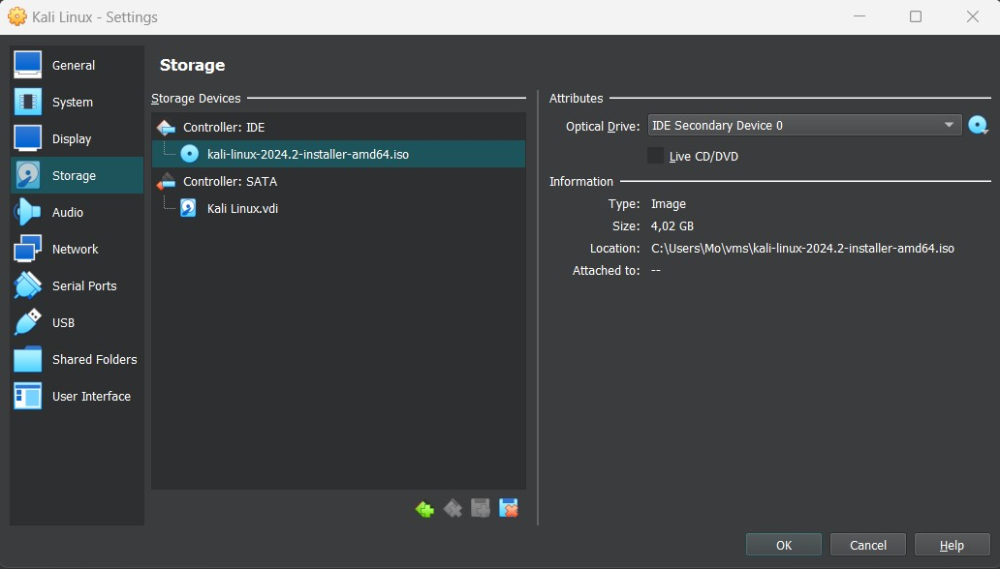 Kali Linux - Settings
General
System
Display
Storage
Audio
Network
Serial Ports
USB
Shared Folders
User Interface
Storage
Storage Devices
Controller: IDE
kali-linux-2024.2-installer-amd64.iso
Controller: SATA
Kali Linux.vdi
Attributes
Optical Drive: IDE Secondary Device 0
Live CD/DVD
Information
Type: Image
Size: 4,02 GB
Location: C:\Users\Mo\vms\kali-linux-2024.2-installer-amd64.iso
Attached to: --
OK Cancel Help